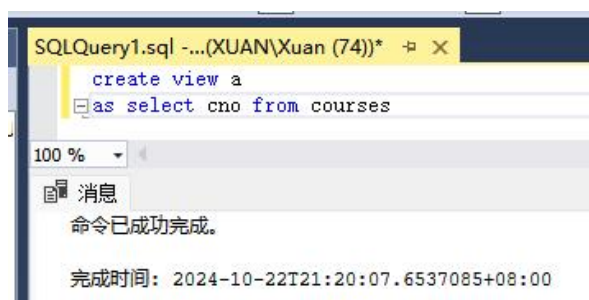 SQLQuery1.sql -...(XUAN\Xuan (74))*
create view a
as select cno from courses
100 %
消息
命令已成功完成。
完成时间: 2024-10-22T21:20:07.6537085+08:00